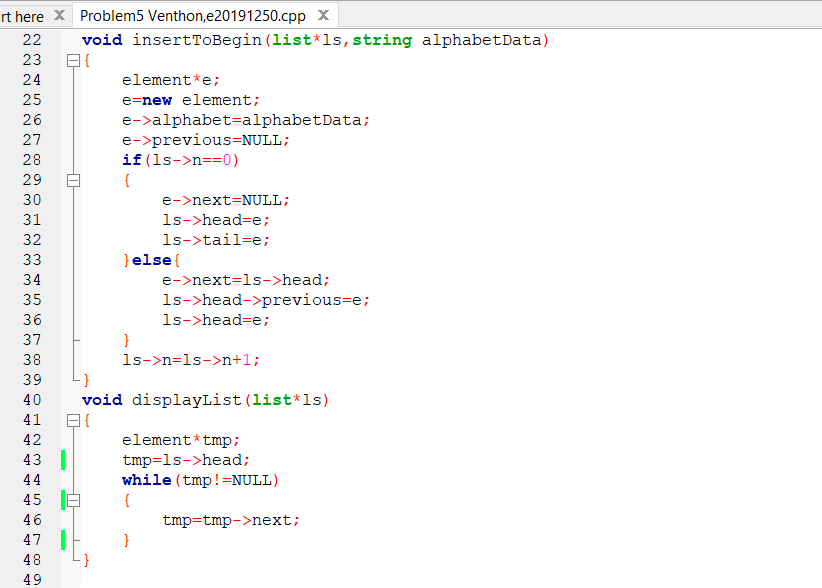 rt here X Problem5 Venthon,e20191250.cpp X
22 void insertToBegin(list*ls,string alphabetData)
23 {
24 element*e;
25 e=new element;
26 e->alphabet=alphabetData;
27 e->previous=NULL;
28 if(ls->n==0)
29 {
30 e->next=NULL;
31 ls->head=e;
32 ls->tail=e;
33 }else{
34 e->next=ls->head;
35 ls->head->previous=e;
36 ls->head=e;
37 }
38 ls->n=ls->n+1;
39 }
40 void displayList(list*ls)
41 {
42 element*tmp;
43 tmp=ls->head;
44 while(tmp!=NULL)
45 {
46 tmp=tmp->next;
47 }
48 }
49